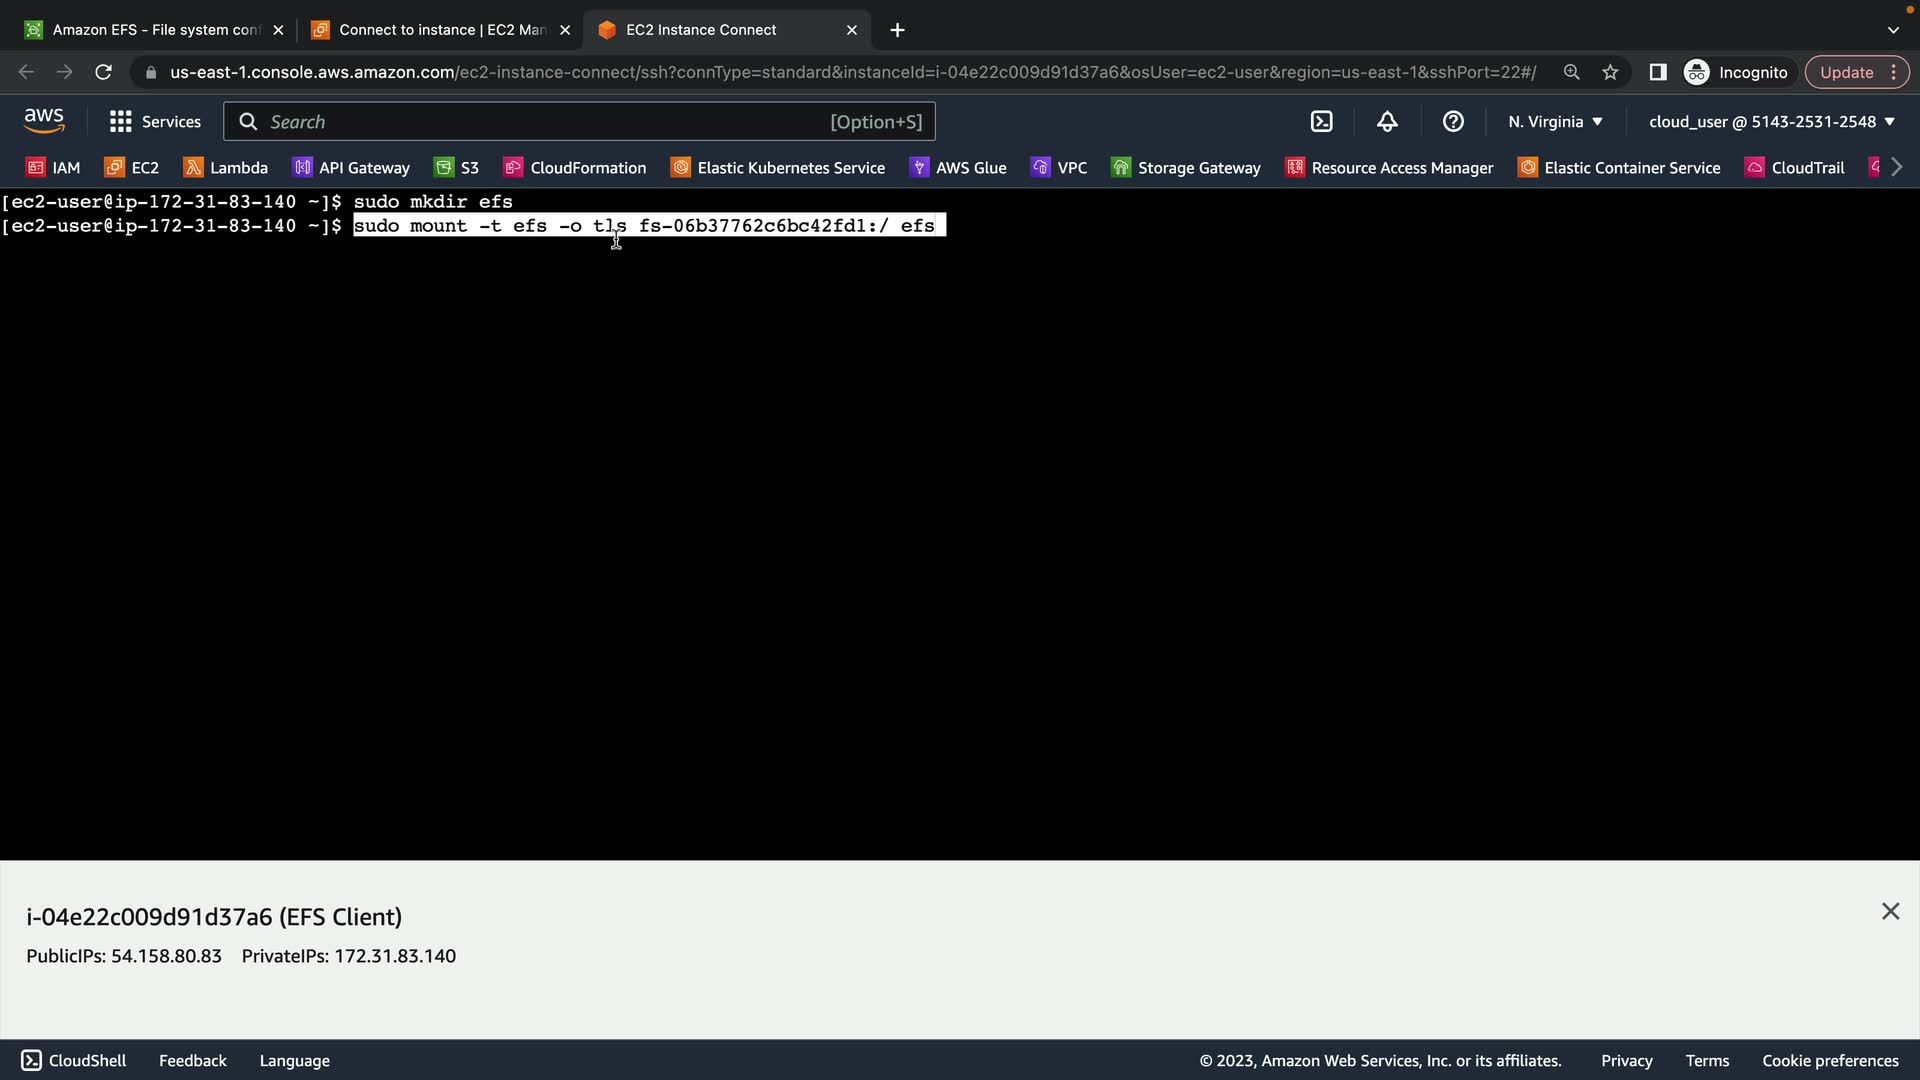 Amazon EFS - File system con
Connect to instance | EC2 Man
EC2 Instance Connect
us-east-1.console.aws.amazon.com/ec2-instance-connect/ssh?connType=standard&instanceId=i-04e22c009d91d37a6&osUser=ec2-user&region=us-east-1&sshPort=22#/
Incognito
Update
aws
Services
Search
[Option+S]
N. Virginia
cloud_user @ 5143-2531-2548
IAM
EC2
Lambda
API Gateway
S3
CloudFormation
Elastic Kubernetes Service
AWS Glue
VPC
Storage Gateway
Resource Access Manager
Elastic Container Service
CloudTrail
[ec2-user@ip-172-31-83-140 ~]$ sudo mkdir efs
[ec2-user@ip-172-31-83-140 ~]$ sudo mount -t efs -o tls fs-06b37762c6bc42fd1:/ efs
i-04e22c009d91d37a6 (EFS Client)
PublicIPs: 54.158.80.83 PrivateIPs: 172.31.83.140
CloudShell
Feedback
Language
© 2023, Amazon Web Services, Inc. or its affiliates.
Privacy
Terms
Cookie preferences